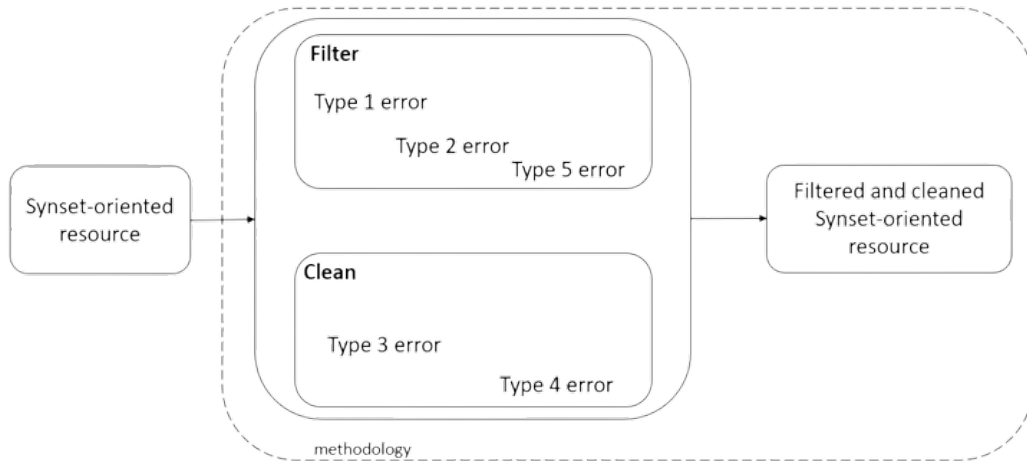 Synset-oriented
resource
Filter
Type 1 error
Type 2 error
Type 5 error
Clean
Type 3 error
Type 4 error
Filtered and cleaned
Synset-oriented
resource
methodology